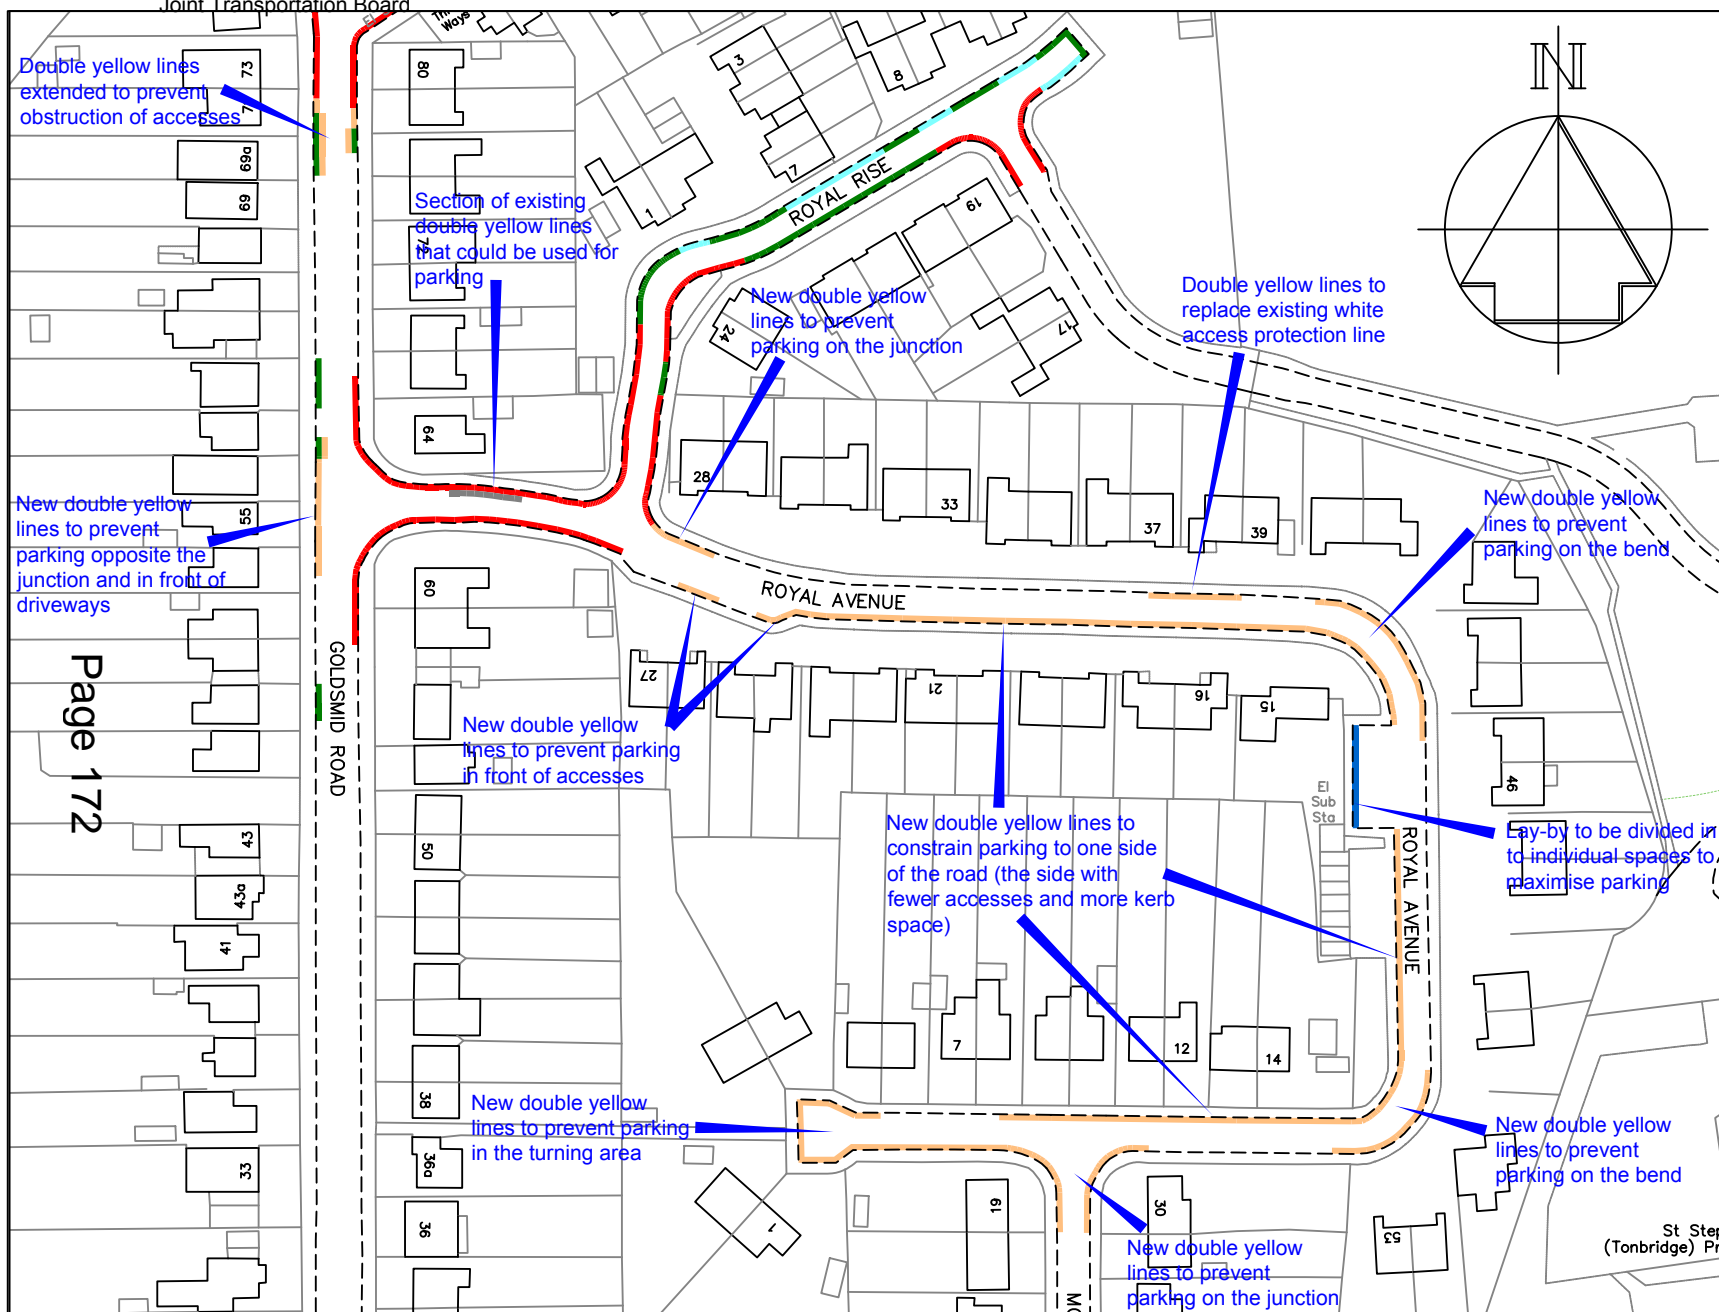 Joint Transportation Board
Ways
N
Double yellow lines
extended to prevent
obstruction of accesses
73
69a
69
80
3
8
7
1
ROYAL RISE
19
17
24
Section of existing
double yellow lines
that could be used for
parking
New double yellow
lines to prevent
parking on the junction
Double yellow lines to
replace existing white
access protection line
64
28
33
37
39
New double yellow
lines to prevent
parking on the bend
New double yellow
lines to prevent
parking opposite the
junction and in front of
driveways
55
60
ROYAL AVENUE
GOLDSMID ROAD
Page 172
27
21
16
15
46
New double yellow
lines to prevent parking
in front of accesses
El
Sub
Sta
ROYAL AVENUE
Lay-by to be divided in
to individual spaces to
maximise parking
New double yellow lines to
constrain parking to one side
of the road (the side with
fewer accesses and more kerb
space)
43
43a
41
50
7
12
14
38
36a
36
33
New double yellow
lines to prevent parking
in the turning area
New double yellow
lines to prevent
parking on the bend
1
61
30
53
New double yellow
lines to prevent
parking on the junction
St Step
(Tonbridge) Pr